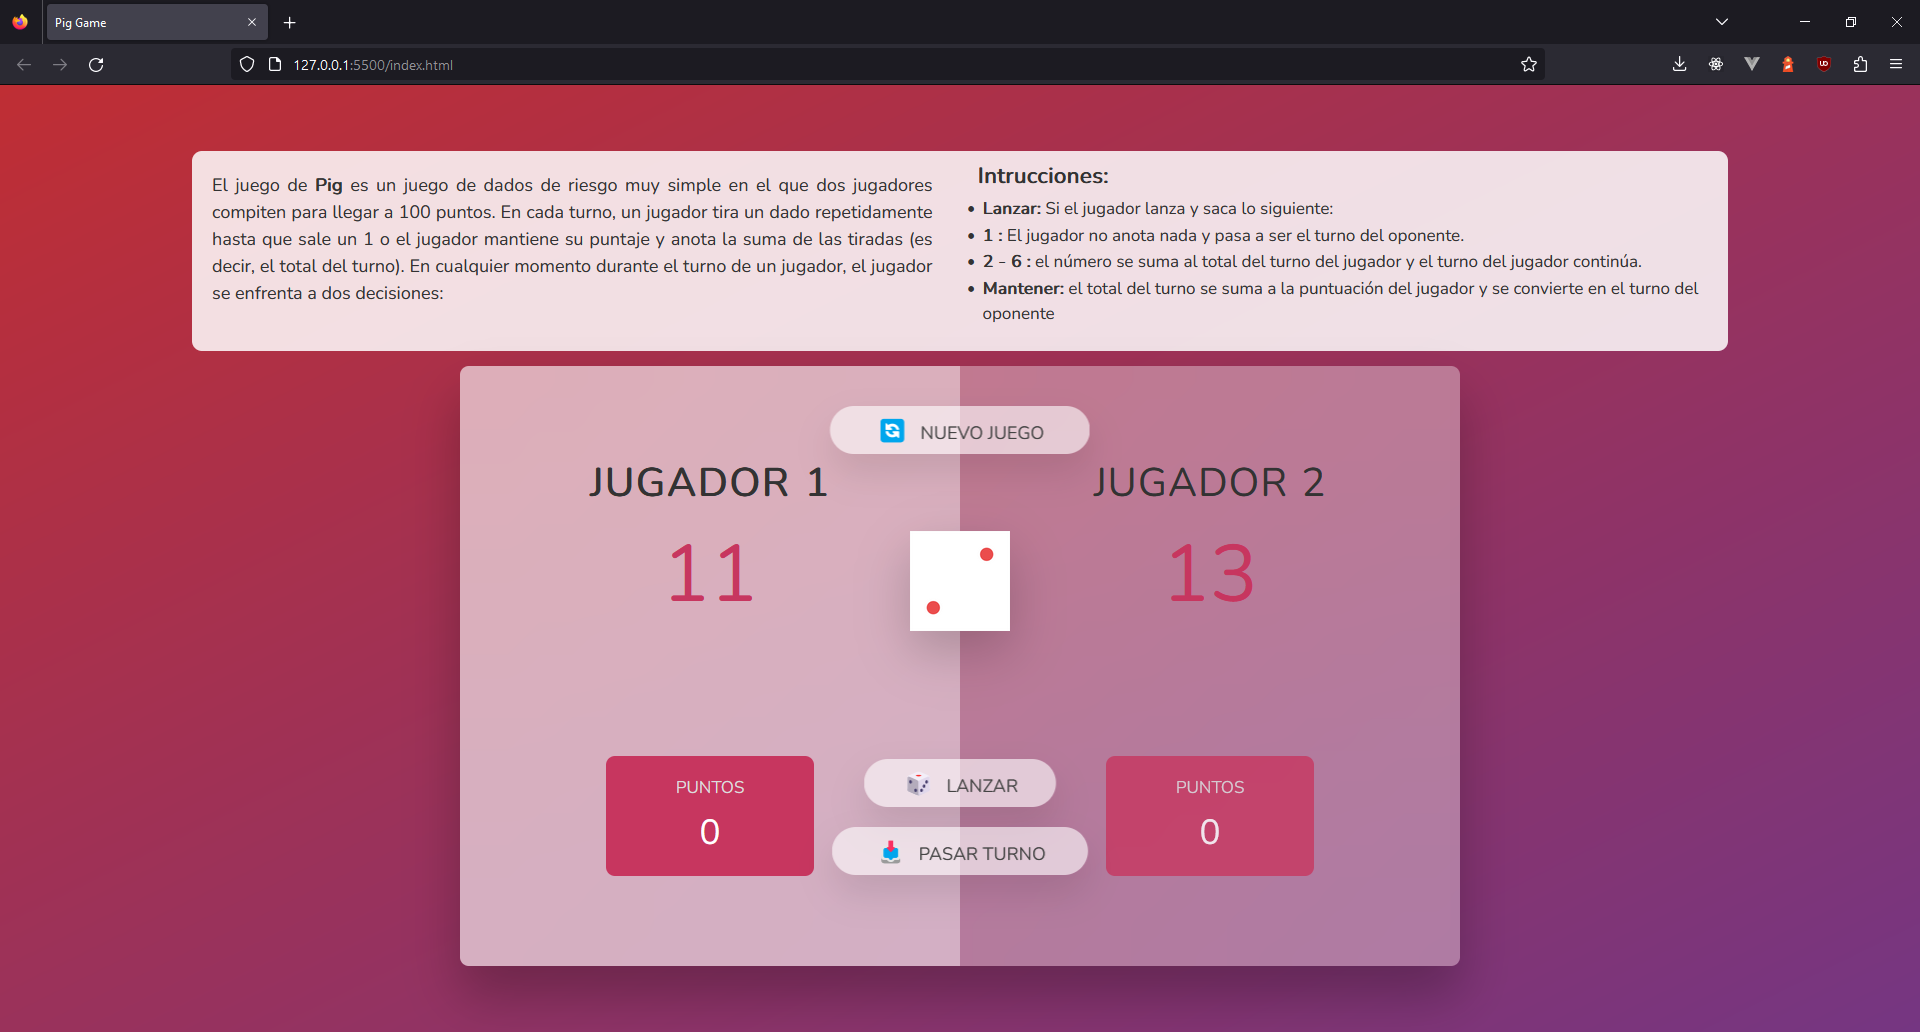 Pig Game
127.0.0.1:5500/index.html
El juego de Pig es un juego de dados de riesgo muy simple en el que dos jugadores
compiten para llegar a 100 puntos. En cada turno, un jugador tira un dado repetidamente
hasta que sale un 1 o el jugador mantiene su puntaje y anota la suma de las tiradas (es
decir, el total del turno). En cualquier momento durante el turno de un jugador, el jugador
se enfrenta a dos decisiones:
Intrucciones:
• Lanzar: Si el jugador lanza y saca lo siguiente:
• 1 : El jugador no anota nada y pasa a ser el turno del oponente.
• 2 - 6 : el número se suma al total del turno del jugador y el turno del jugador continúa.
• Mantener: el total del turno se suma a la puntuación del jugador y se convierte en el turno del
oponente
NUEVO JUEGO
JUGADOR 1
JUGADOR 2
11
13
PUNTOS
0
LANZAR
PASAR TURNO
PUNTOS
0